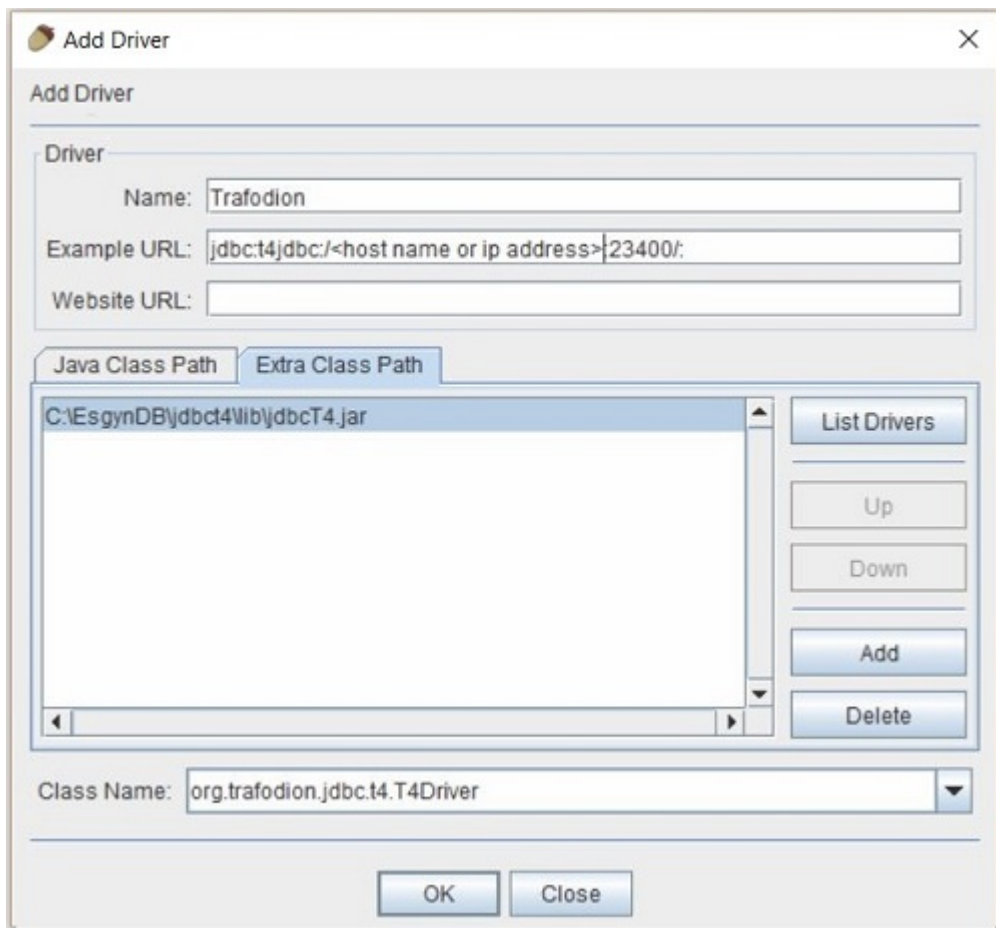 Add Driver
Add Driver
Driver
Name: Trafodion
Example URL: jdbc:t4jdbc:/<host name or ip address>:23400/:
Website URL:
Java Class Path Extra Class Path
C:\EsgynDB\jdbct4\lib\jdbcT4.jar
List Drivers
Up
Down
Add
Delete
Class Name: org.trafodion.jdbc.t4.T4Driver
OK Close